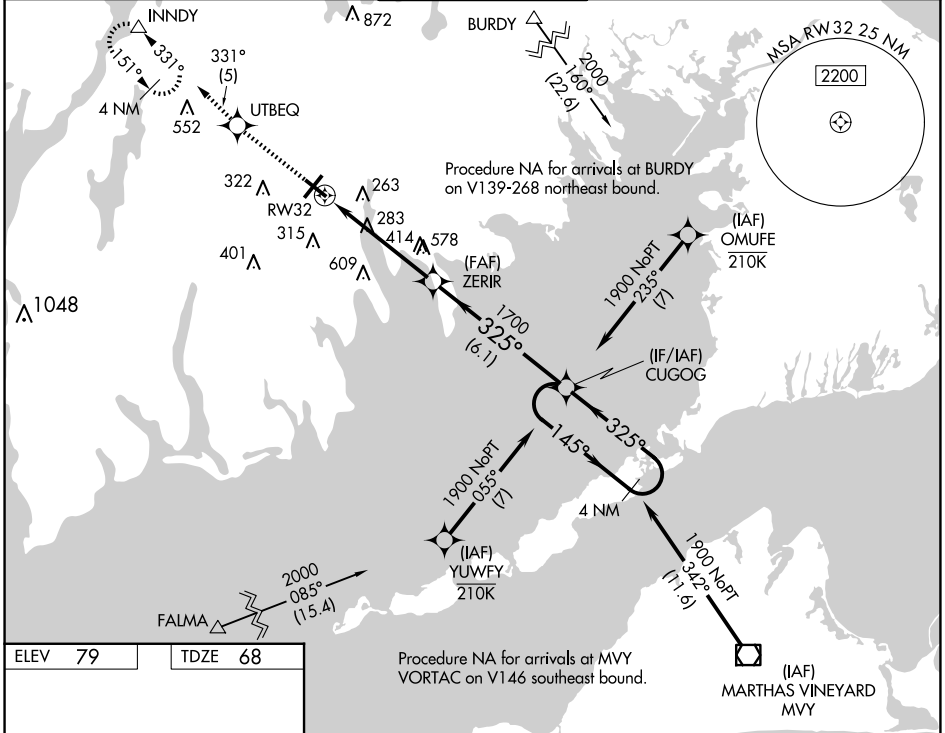 INNDY
872
BURDY
MSA RW32 25 NM
2200
331°
151°
4 NM
331°
(5)
552
UTBEQ
2000
160°
(22.6)
Procedure NA for arrivals at BURDY
on V139-268 northeast bound.
322
263
RW32
283
315
414
578
401
609
(FAF)
ZERIR
(IAF)
OMUFE
210K
1900 NoPT
235°
(7)
1048
1700
325°
(6.1)
(IF/IAF)
CUGOG
325°
145°
4 NM
1900 NoPT
055°
(7)
(IAF)
YUWFY
210K
1900 NoPT
342°
(11.6)
2000
085°
(15.4)
FALMA
ELEV 79
TDZE 68
Procedure NA for arrivals at MVY
VORTAC on V146 southeast bound.
(IAF)
MARTHAS VINEYARD
MVY